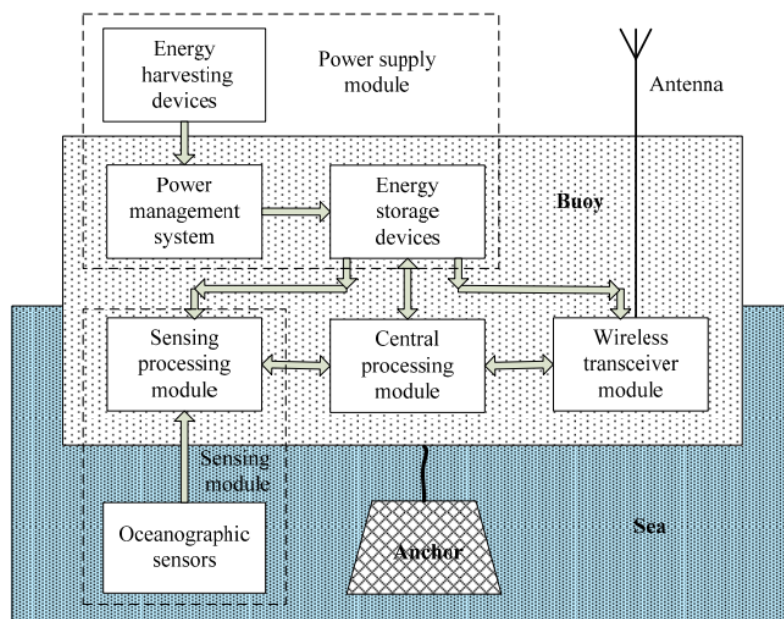 Energy
harvesting
devices
Power supply
module
Antenna
Power
management
system
Energy
storage
devices
Buoy
Sensing
processing
module
Central
processing
module
Wireless
transceiver
module
Sensing
module
Oceanographic
sensors
Anchor
Sea